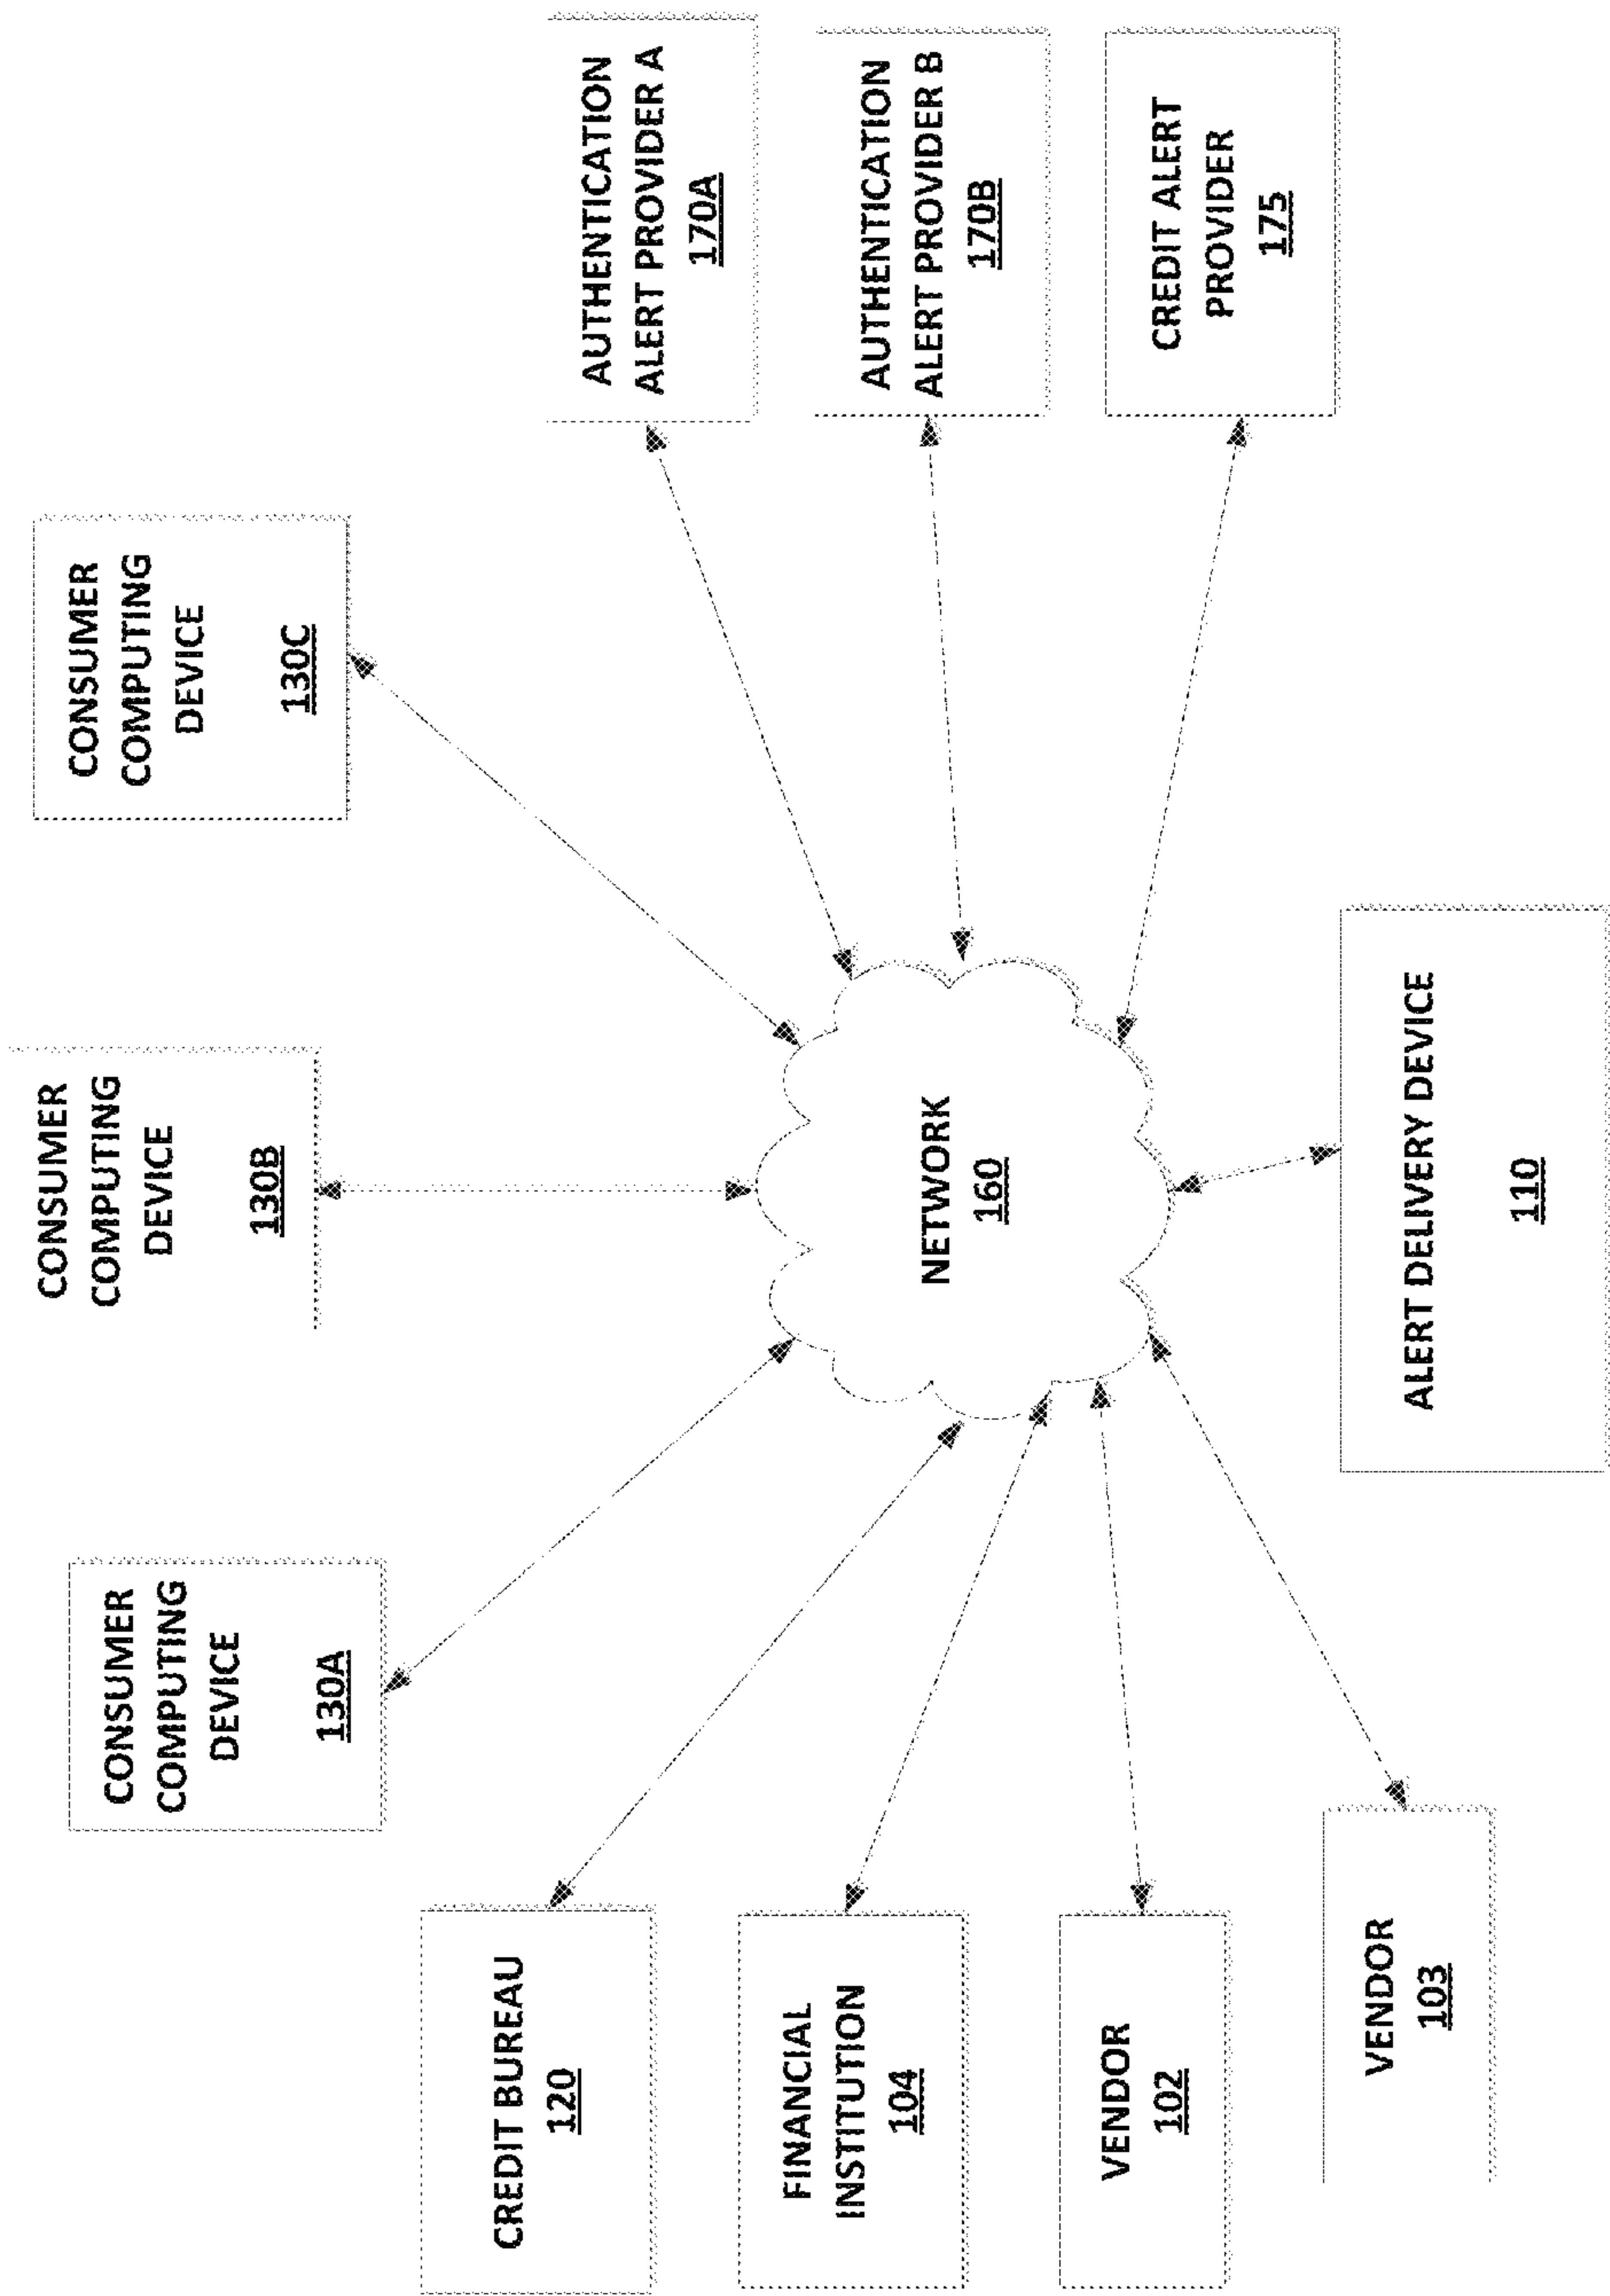 CONSUMER
COMPUTING
DEVICE
130A
CONSUMER
COMPUTING
DEVICE
130B
CONSUMER
COMPUTING
DEVICE
130C
CREDIT BUREAU
120
FINANCIAL
INSTITUTION
104
VENDOR
102
VENDOR
103
NETWORK
160
AUTHENTICATION
ALERT PROVIDER A
170A
AUTHENTICATION
ALERT PROVIDER B
170B
CREDIT ALERT
PROVIDER
175
ALERT DELIVERY DEVICE
110